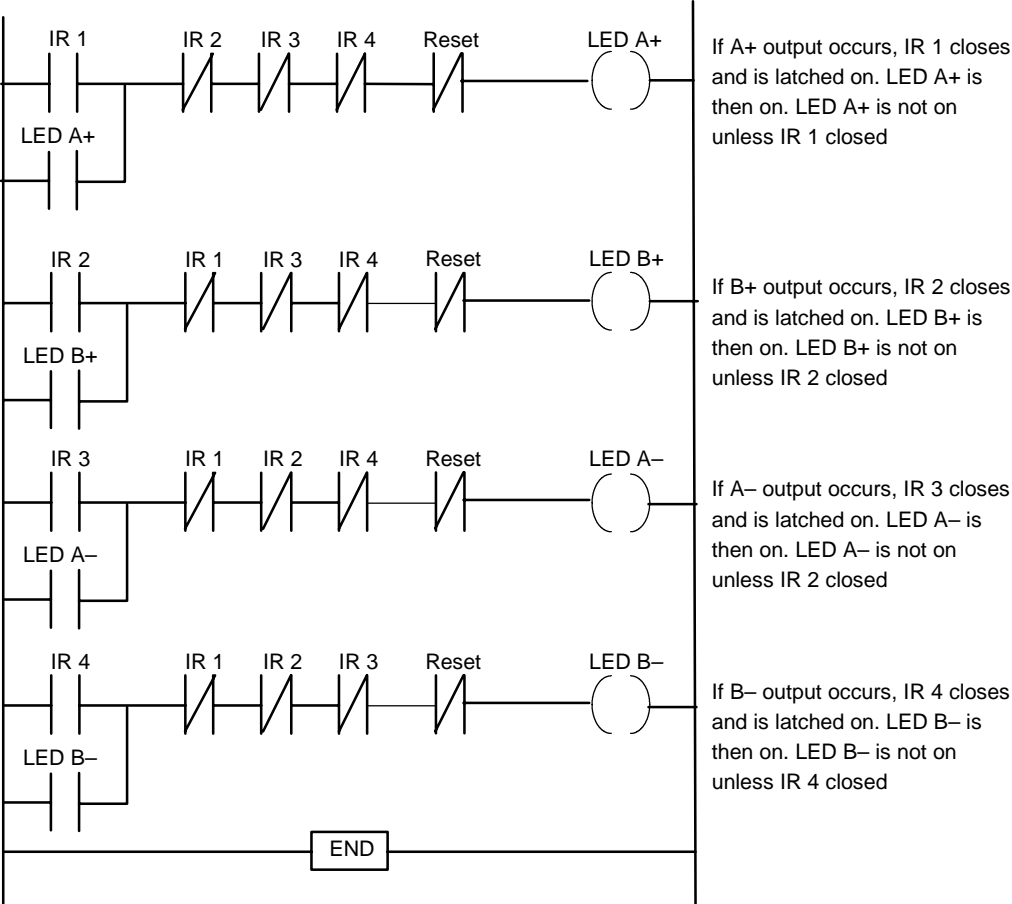 IR 1 IR 2 IR 3 IR 4 Reset LED A+
LED A+
If A+ output occurs, IR 1 closes
and is latched on. LED A+ is
then on. LED A+ is not on
unless IR 1 closed
IR 2 IR 1 IR 3 IR 4 Reset LED B+
LED B+
If B+ output occurs, IR 2 closes
and is latched on. LED B+ is
then on. LED B+ is not on
unless IR 2 closed
IR 3 IR 1 IR 2 IR 4 Reset LED A–
LED A–
If A– output occurs, IR 3 closes
and is latched on. LED A– is
then on. LED A– is not on
unless IR 2 closed
IR 4 IR 1 IR 2 IR 3 Reset LED B–
LED B–
If B– output occurs, IR 4 closes
and is latched on. LED B– is
then on. LED B– is not on
unless IR 4 closed
END